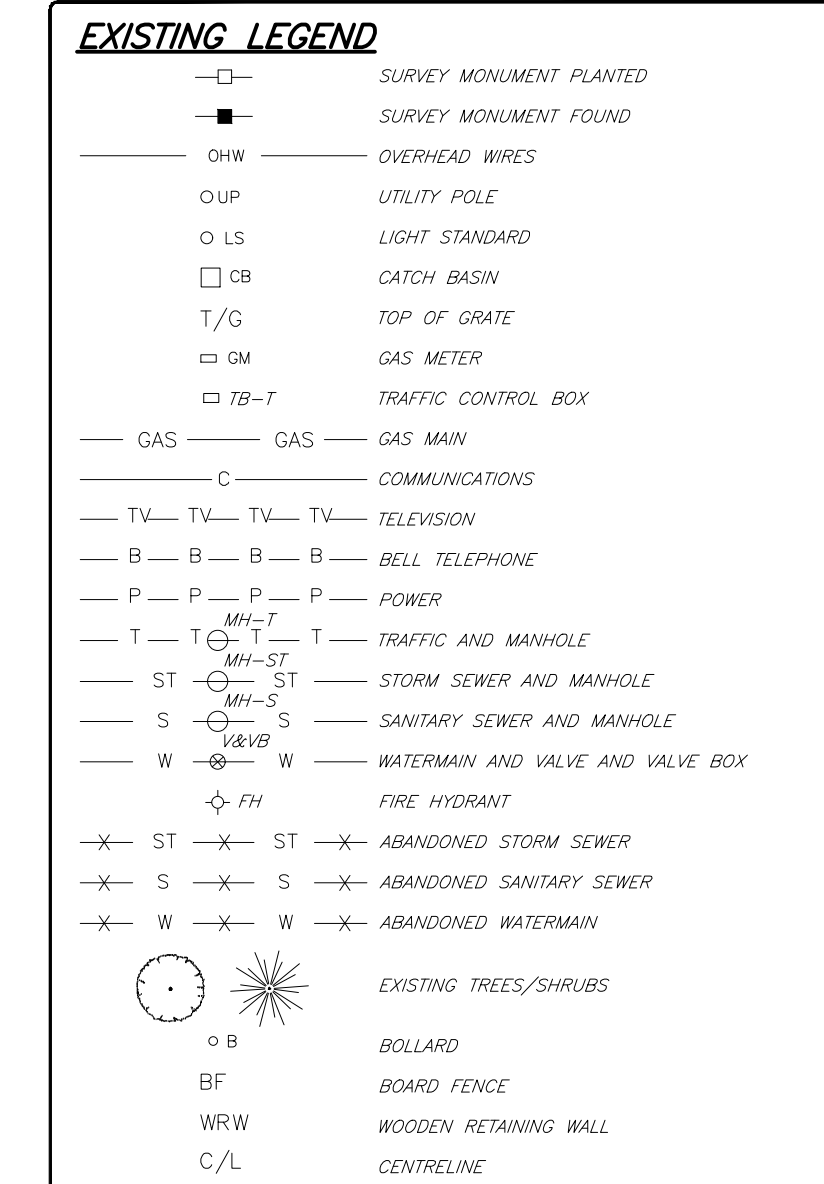 EXISTING LEGEND
SURVEY MONUMENT PLANTED
SURVEY MONUMENT FOUND
OHW OVERHEAD WIRES
UP UTILITY POLE
LS LIGHT STANDARD
CB CATCH BASIN
T/G TOP OF GRATE
GM GAS METER
TB-T TRAFFIC CONTROL BOX
GAS GAS GAS MAIN
C COMMUNICATIONS
TV TV TV TV TELEVISION
B B B B BELL TELEPHONE
P P P P POWER
MH-T
T T T T TRAFFIC AND MANHOLE
MH-ST
ST ST STORM SEWER AND MANHOLE
MH-S
S S SANITARY SEWER AND MANHOLE
V&VB
W W WATERMAIN AND VALVE AND VALVE BOX
FH FIRE HYDRANT
X ST X ST X ABANDONED STORM SEWER
X S X S X ABANDONED SANITARY SEWER
X W X W X ABANDONED WATERMAIN
EXISTING TREES/SHRUBS
B BOLLARD
BF BOARD FENCE
WRW WOODEN RETAINING WALL
C/L CENTRELINE